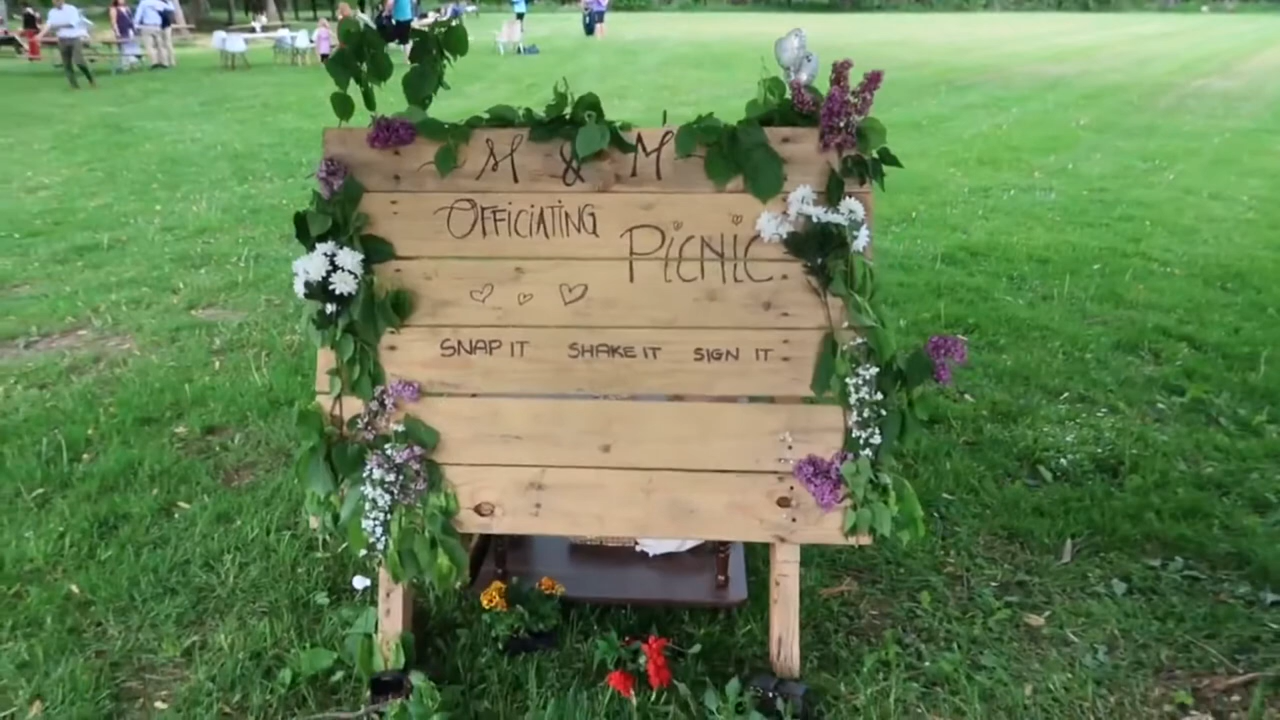 M & M
OFFiCiATiNG
PiCNiC
SNAP IT SHAKE IT SIGN IT